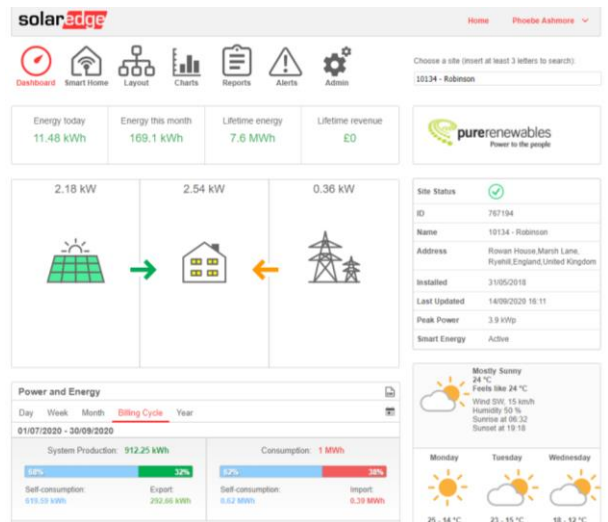 solaredge
Home Phoebe Ashmore
Dashboard Smart Home Layout Charts Reports Alerts Admin
Choose a site (insert at least 3 letters to search):
10134 - Robinson
Energy today
11.48 kWh
Energy this month
169.1 kWh
Lifetime energy
7.6 MWh
Lifetime revenue
£0
purerenewables
Power to the people
2.18 kW 2.54 kW 0.36 kW
Site Status
ID 767194
Name 10134 - Robinson
Address Rowan House,Marsh Lane,
Ryehill,England,United Kingdom
Installed 31/05/2018
Last Updated 14/09/2020 16:11
Peak Power 3.9 kWp
Smart Energy Active
Power and Energy
Day Week Month Billing Cycle Year
01/07/2020 - 30/09/2020
System Production: 912.25 kWh
68% 32%
Self-consumption: Export:
619.59 kWh 292.66 kWh
Consumption: 1 MWh
62% 38%
Self-consumption: Import:
0.62 MWh 0.39 MWh
Mostly Sunny
24 °C
Feels like 24 °C
Wind SW, 15 km/h
Humidity 50 %
Sunrise at 06:32
Sunset at 19:18
Monday Tuesday Wednesday
25 - 14 °C 23 - 15 °C 18 - 12 °C